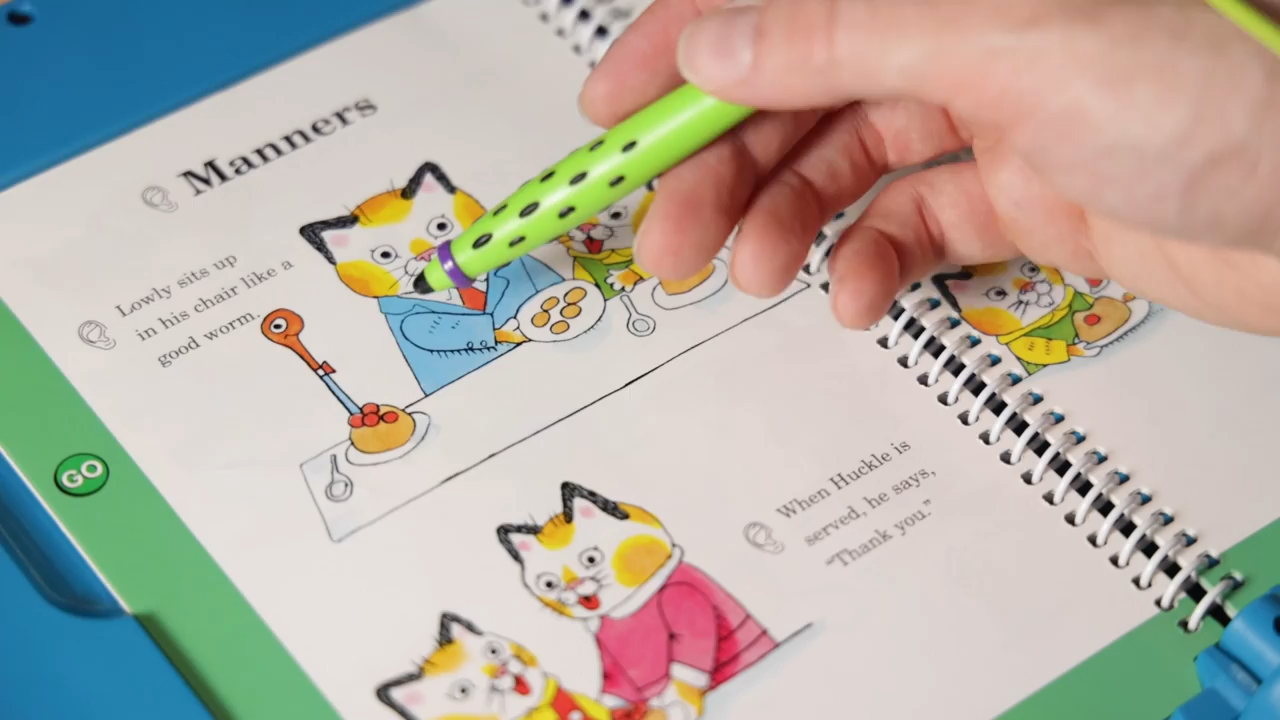 Manners
Lowly sits up
in his chair like a
good worm.
GO
When Huckle is
served, he says,
“Thank you.”